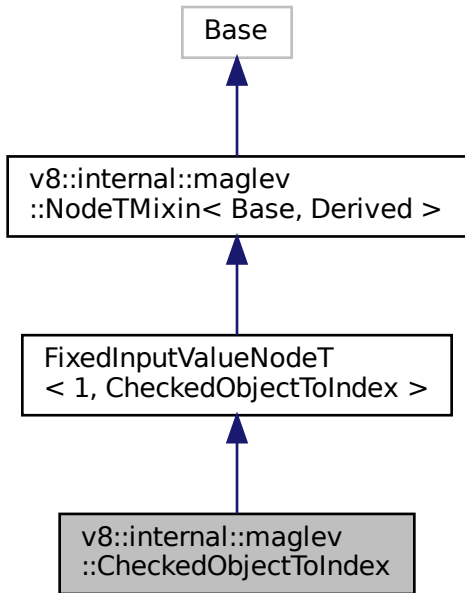 Base
v8::internal::maglev
::NodeTMixin< Base, Derived >
FixedInputValueNodeT
< 1, CheckedObjectToIndex >
v8::internal::maglev
::CheckedObjectToIndex